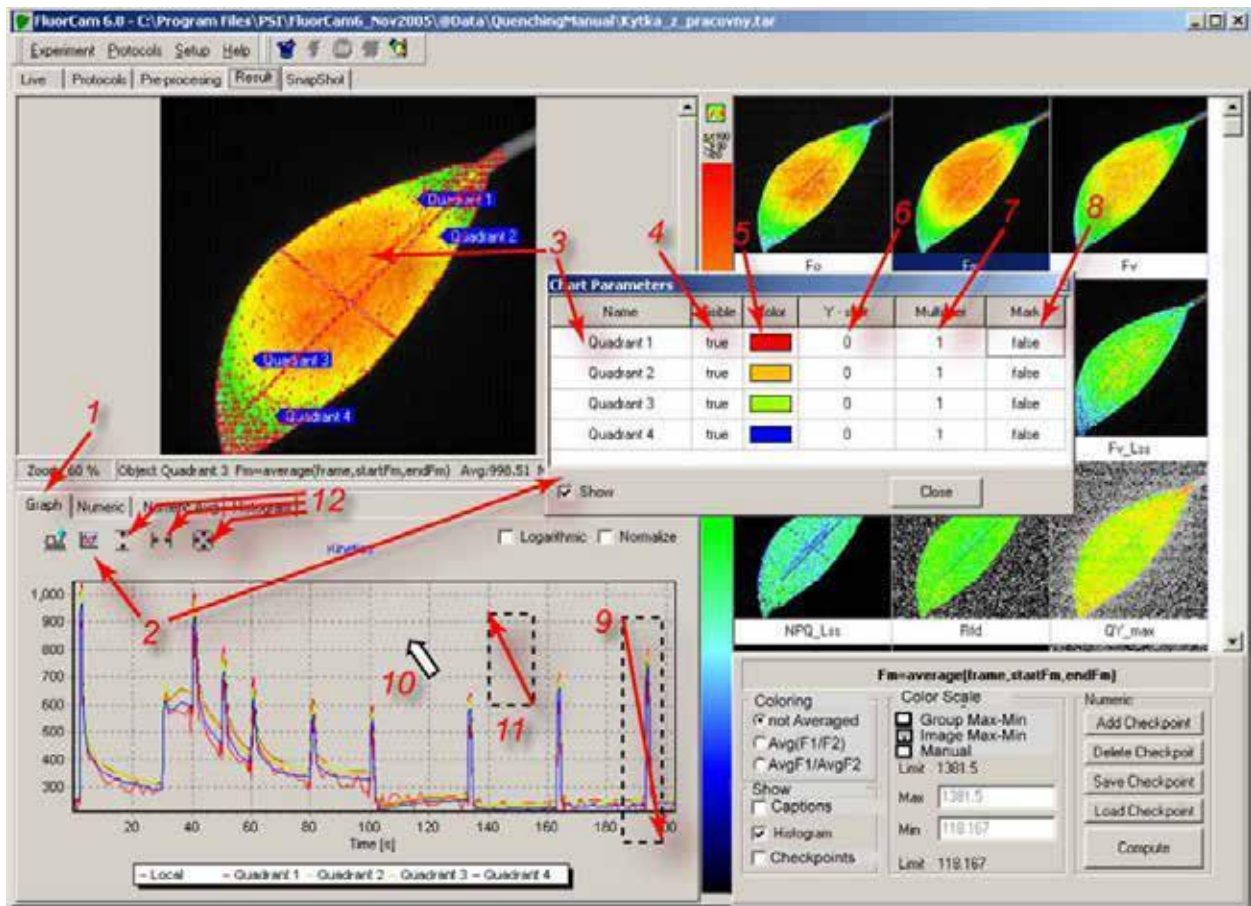 FluorCam 6.0 - C:\Program Files\PSI\FluorCam6_Nov2005\@Data\QuenchingManual\Kytka_z_pracovny.tar
Experiment Protocols Setup Help
Live Protocols Pre-procesing Result SnapShot
Quadrant 1
Quadrant 2
Quadrant 3
Quadrant 4
3
4
5
6
7
8
Fo
Fv
Chart Parameters
Name Color Y - Mark
Quadrant 1 true 0 1 false
Quadrant 2 true 0 1 false
Quadrant 3 true 0 1 false
Quadrant 4 true 0 1 false
Show Close
Fv_Lss
NPQ_Lss Rfd QY_max
1
Zoom 60 % Object Quadrant 3 Fm=average(frame,startFm,endFm) Avg:998.51
Graph Numeric Histogram
12
2
Kinetics
Logarithmic Normalize
1,000
900
800
700
600
500
400
300
9
10
11
20 40 60 80 100 120 140 160 180 200
Time [s]
Local Quadrant 1 Quadrant 2 Quadrant 3 Quadrant 4
Fm=average(frame,startFm,endFm)
Coloring
not Averaged
Avg(F1/F2)
AvgF1/AvgF2
Show
Captions
Histogram
Checkpoints
Color Scale
Group Max-Min
Image Max-Min
Manual
Limit 1381.5
Max 1381.5
Min 118.167
Limit 118.167
Numeric
Add Checkpoint
Delete Checkpoit
Save Checkpoint
Load Checkpoint
Compute